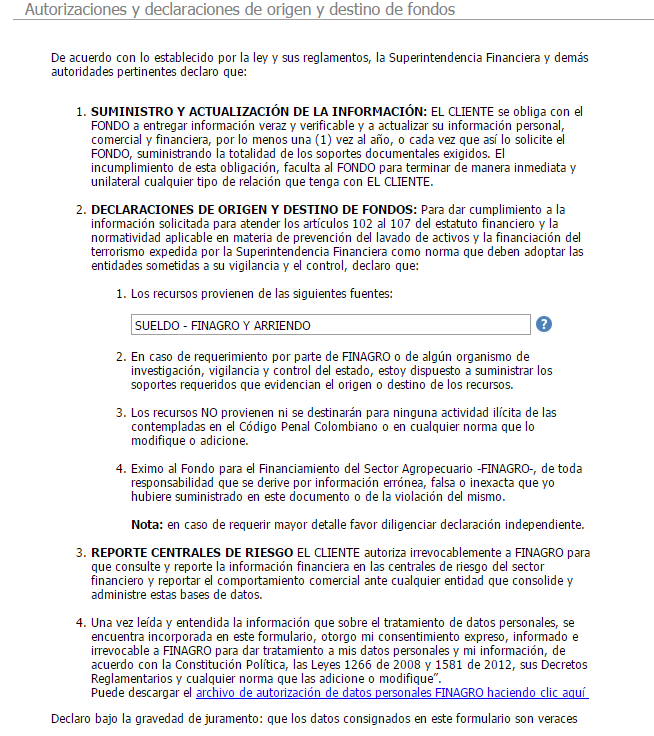 Autorizaciones y declaraciones de origen y destino de fondos
De acuerdo con lo establecido por la ley y sus reglamentos, la Superintendencia Financiera y demás
autoridades pertinentes declaro que:
1. SUMINISTRO Y ACTUALIZACIÓN DE LA INFORMACIÓN: EL CLIENTE se obliga con el
FONDO a entregar información veraz y verificable y a actualizar su información personal,
comercial y financiera, por lo menos una (1) vez al año, o cada vez que así lo solicite el
FONDO, suministrando la totalidad de los soportes documentales exigidos. El
incumplimiento de esta obligación, faculta al FONDO para terminar de manera inmediata y
unilateral cualquier tipo de relación que tenga con EL CLIENTE.
2. DECLARACIONES DE ORIGEN Y DESTINO DE FONDOS: Para dar cumplimiento a la
información solicitada para atender los artículos 102 al 107 del estatuto financiero y la
normatividad aplicable en materia de prevención del lavado de activos y la financiación del
terrorismo expedida por la Superintendencia Financiera como norma que deben adoptar las
entidades sometidas a su vigilancia y el control, declaro que:
1. Los recursos provienen de las siguientes fuentes:
SUELDO - FINAGRO Y ARRIENDO ?
2. En caso de requerimiento por parte de FINAGRO o de algún organismo de
investigación, vigilancia y control del estado, estoy dispuesto a suministrar los
soportes requeridos que evidencian el origen o destino de los recursos.
3. Los recursos NO provienen ni se destinarán para ninguna actividad ilícita de las
contempladas en el Código Penal Colombiano o en cualquier norma que lo
modifique o adicione.
4. Eximo al Fondo para el Financiamiento del Sector Agropecuario -FINAGRO-, de toda
responsabilidad que se derive por información errónea, falsa o inexacta que yo
hubiere suministrado en este documento o de la violación del mismo.
Nota: en caso de requerir mayor detalle favor diligenciar declaración independiente.
3. REPORTE CENTRALES DE RIESGO EL CLIENTE autoriza irrevocablemente a FINAGRO para
que consulte y reporte la información financiera en las centrales de riesgo del sector
financiero y reportar el comportamiento comercial ante cualquier entidad que consolide y
administre estas bases de datos.
4. Una vez leída y entendida la información que sobre el tratamiento de datos personales, se
encuentra incorporada en este formulario, otorgo mi consentimiento expreso, informado e
irrevocable a FINAGRO para dar tratamiento a mis datos personales y mi información, de
acuerdo con la Constitución Política, las Leyes 1266 de 2008 y 1581 de 2012, sus Decretos
Reglamentarios y cualquier norma que las adicione o modifique”.
Puede descargar el archivo de autorización de datos personales FINAGRO haciendo clic aquí
Declaro bajo la gravedad de juramento: que los datos consignados en este formulario son veraces